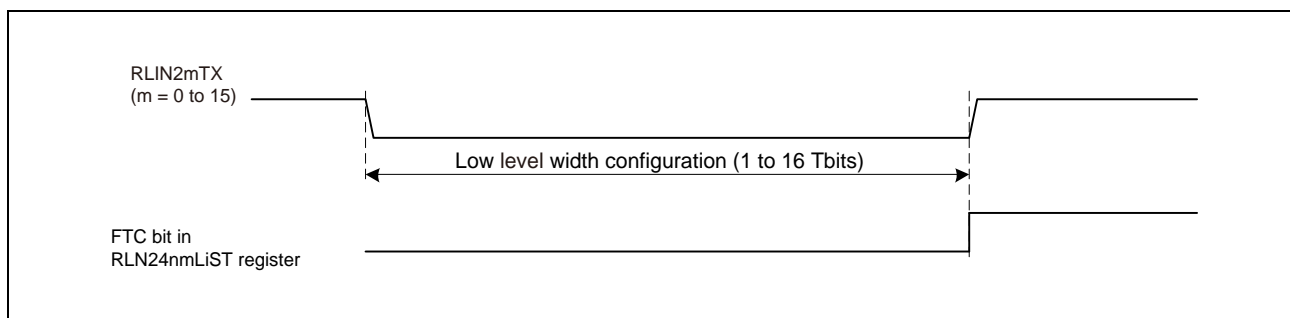 RLIN2mTX
(m = 0 to 15)
Low level width configuration (1 to 16 Tbits)
FTC bit in
RLN24nmLiST register